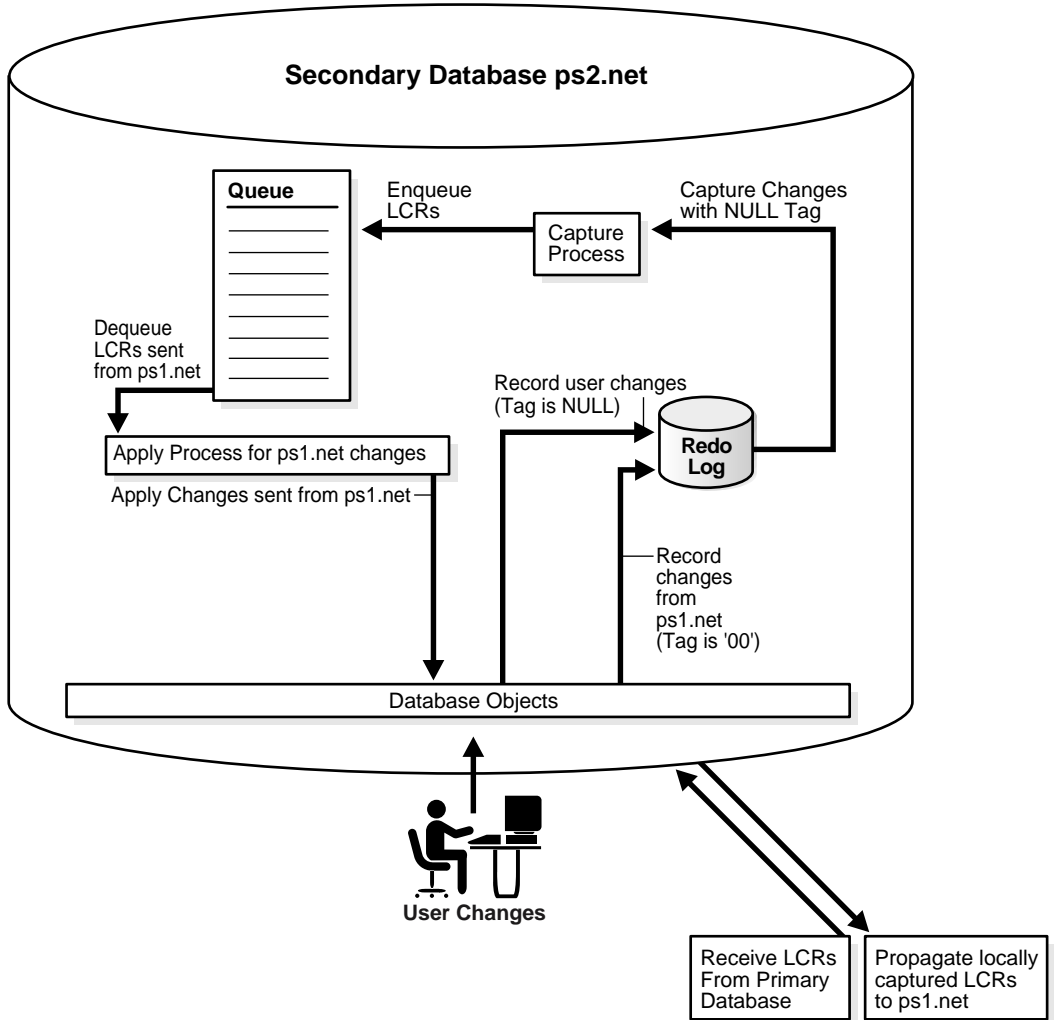 Secondary Database ps2.net
Queue
Enqueue
LCRs
Capture
Process
Capture Changes
with NULL Tag
Dequeue
LCRs sent
from ps1.net
Record user changes
(Tag is NULL)
Redo
Log
Apply Process for ps1.net changes
Apply Changes sent from ps1.net
Record
changes
from
ps1.net
(Tag is '00')
Database Objects
User Changes
Receive LCRs
From Primary
Database
Propagate locally
captured LCRs
to ps1.net